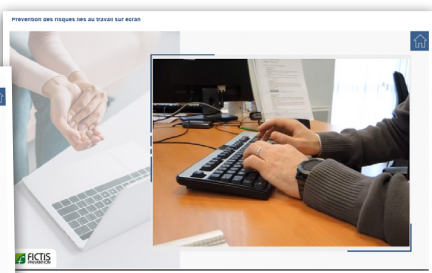 Prévention des risques liés au travail sur écran
FICTIS
PREVENTION